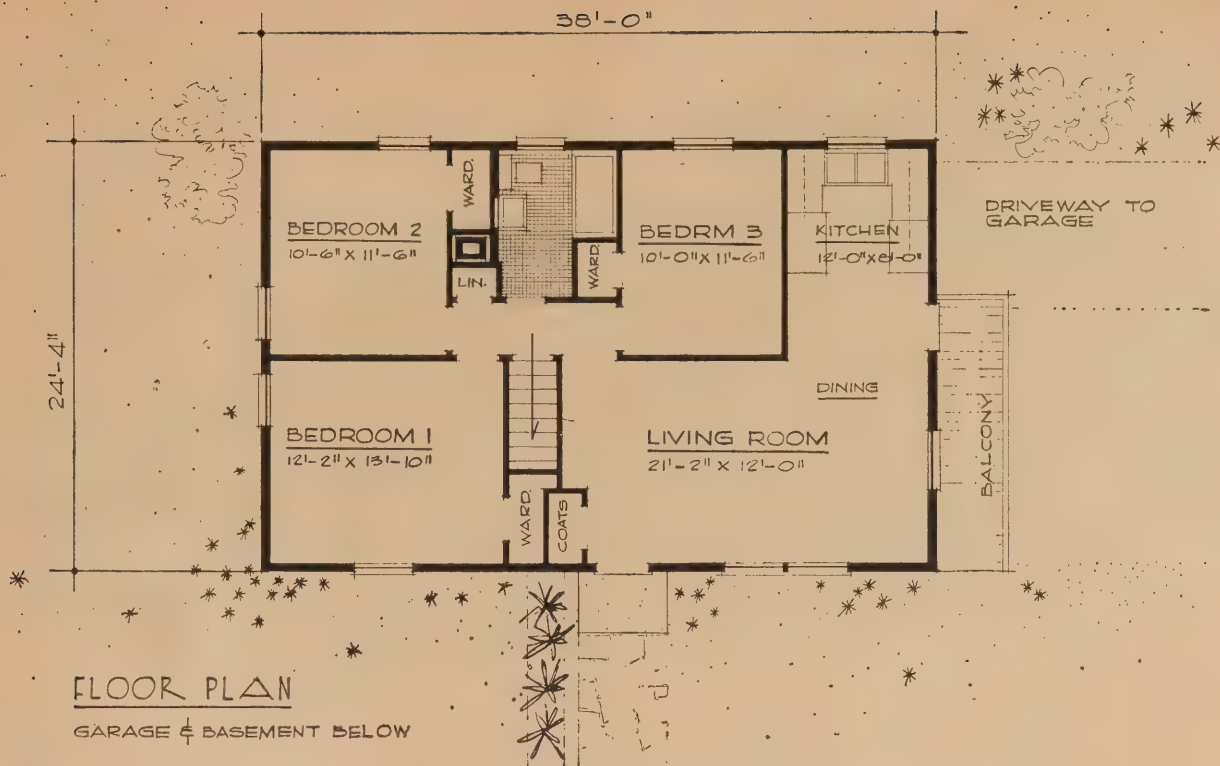 38'-0"
24'-4"
BEDROOM 2
10'-6" X 11'-6"
WARD.
LIN.
WARD.
BEDRM 3
10'-0" X 11'-6"
KITCHEN
DRIVEWAY TO
GARAGE
BEDROOM 1
12'-2" X 13'-10"
WARD.
COATS
LIVING ROOM
21'-2" X 12'-0"
DINING
BALCONY
FLOOR PLAN
GARAGE & BASEMENT BELOW